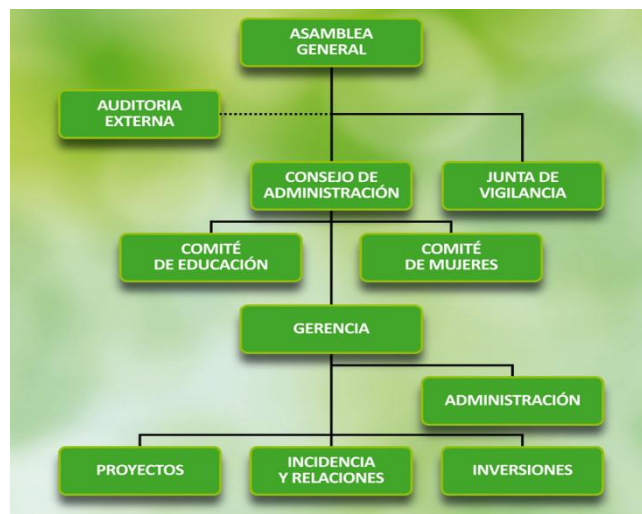 ASAMBLEA
GENERAL
AUDITORIA
EXTERNA
CONSEJO DE
ADMINISTRACIÓN
JUNTA DE
VIGILANCIA
COMITÉ
DE EDUCACIÓN
COMITÉ
DE MUJERES
GERENCIA
ADMINISTRACIÓN
PROYECTOS
INCIDENCIA
Y RELACIONES
INVERSIONES